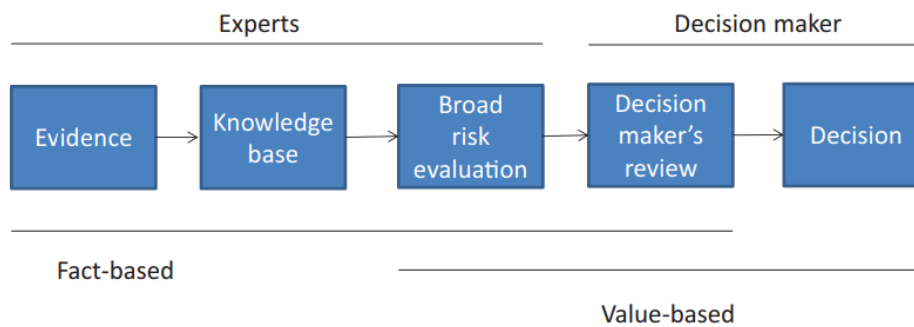 Experts
Decision maker
Evidence
Knowledge
base
Broad
risk
evaluation
Decision
maker’s
review
Decision
Fact-based
Value-based